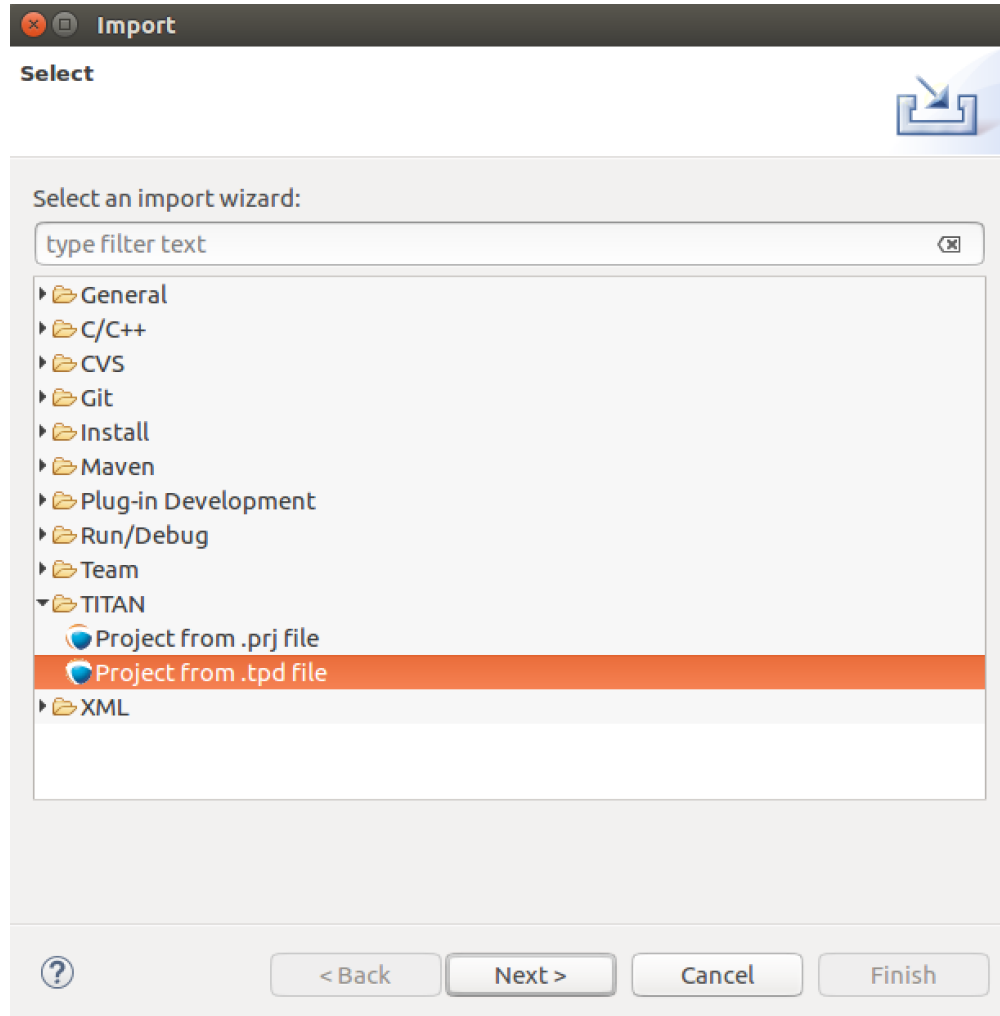 Import
Select
Select an import wizard:
type filter text
General
C/C++
CVS
Git
Install
Maven
Plug-in Development
Run/Debug
Team
TITAN
Project from .prj file
Project from .tpd file
XML
?
< Back
Next >
Cancel
Finish